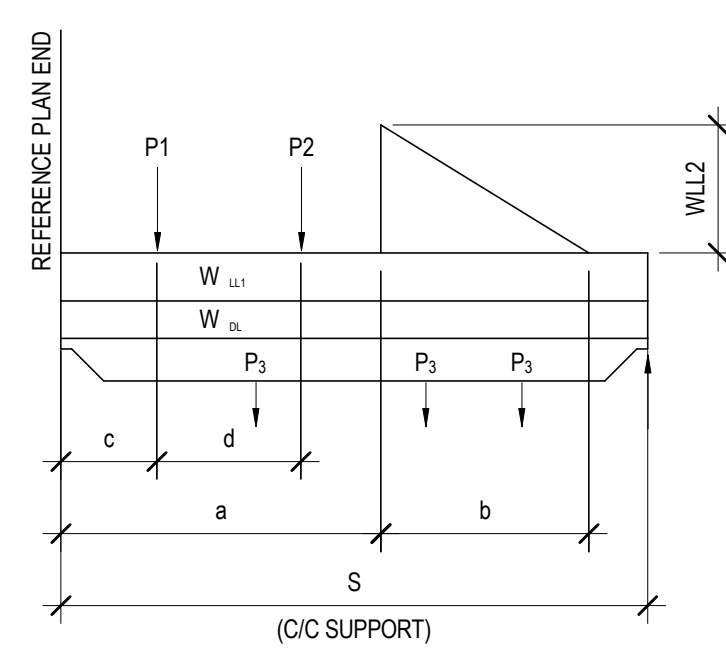 REFERENCE PLAN END
P1
P2
WLL2
W LL1
W DL
P3
P3
P3
c
d
a
b
S
(C/C SUPPORT)